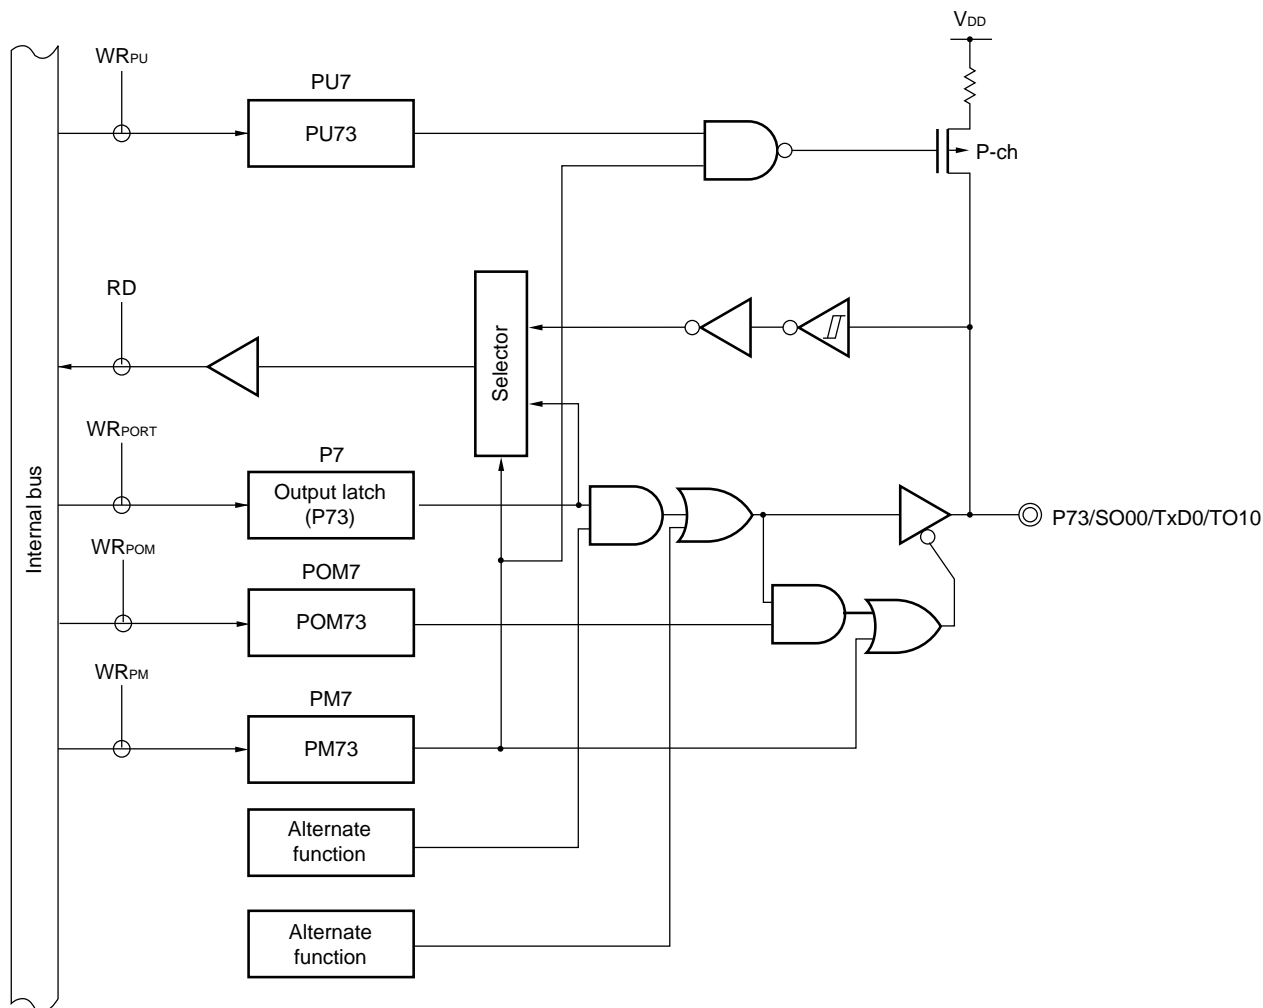 VDD
WRPU
PU7
PU73
P-ch
RD
Selector
WRPORT
P7
Output latch
(P73)
P73/SO00/TxD0/TO10
Internal bus
WRPOM
POM7
POM73
WRPM
PM7
PM73
Alternate
function
Alternate
function